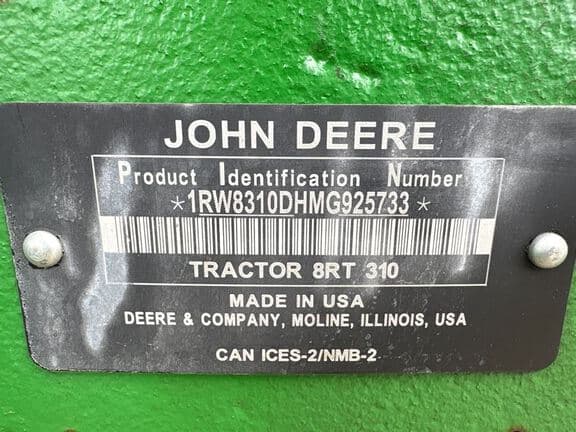 JOHN DEERE
Product Identification Number
*1RW8310DHMG925733*
TRACTOR 8RT 310
MADE IN USA
DEERE & COMPANY, MOLINE, ILLINOIS, USA
CAN ICES-2/NMB-2